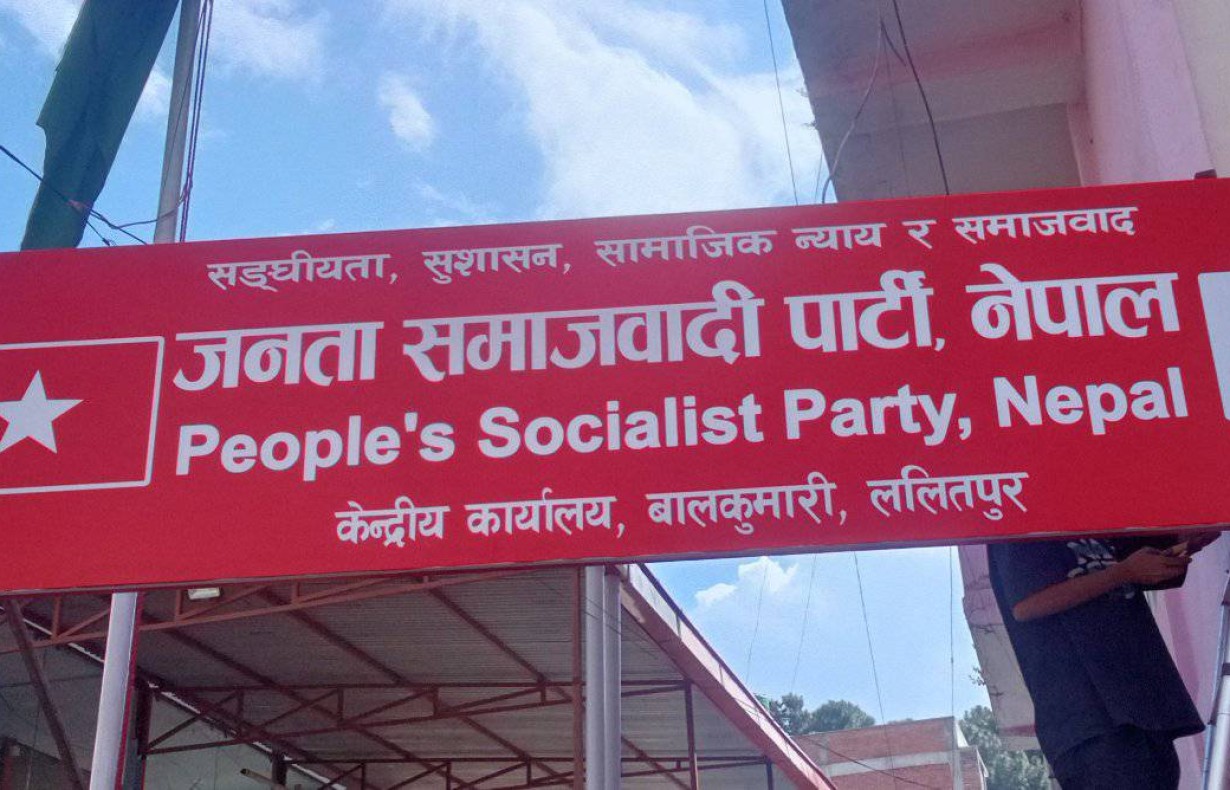 सङ्घीयता, सुशासन, सामाजिक न्याय र समाजवाद
जनता समाजवादी पार्टी, नेपाल
People's Socialist Party, Nepal
केन्द्रीय कार्यालय, बालकुमारी, ललितपुर